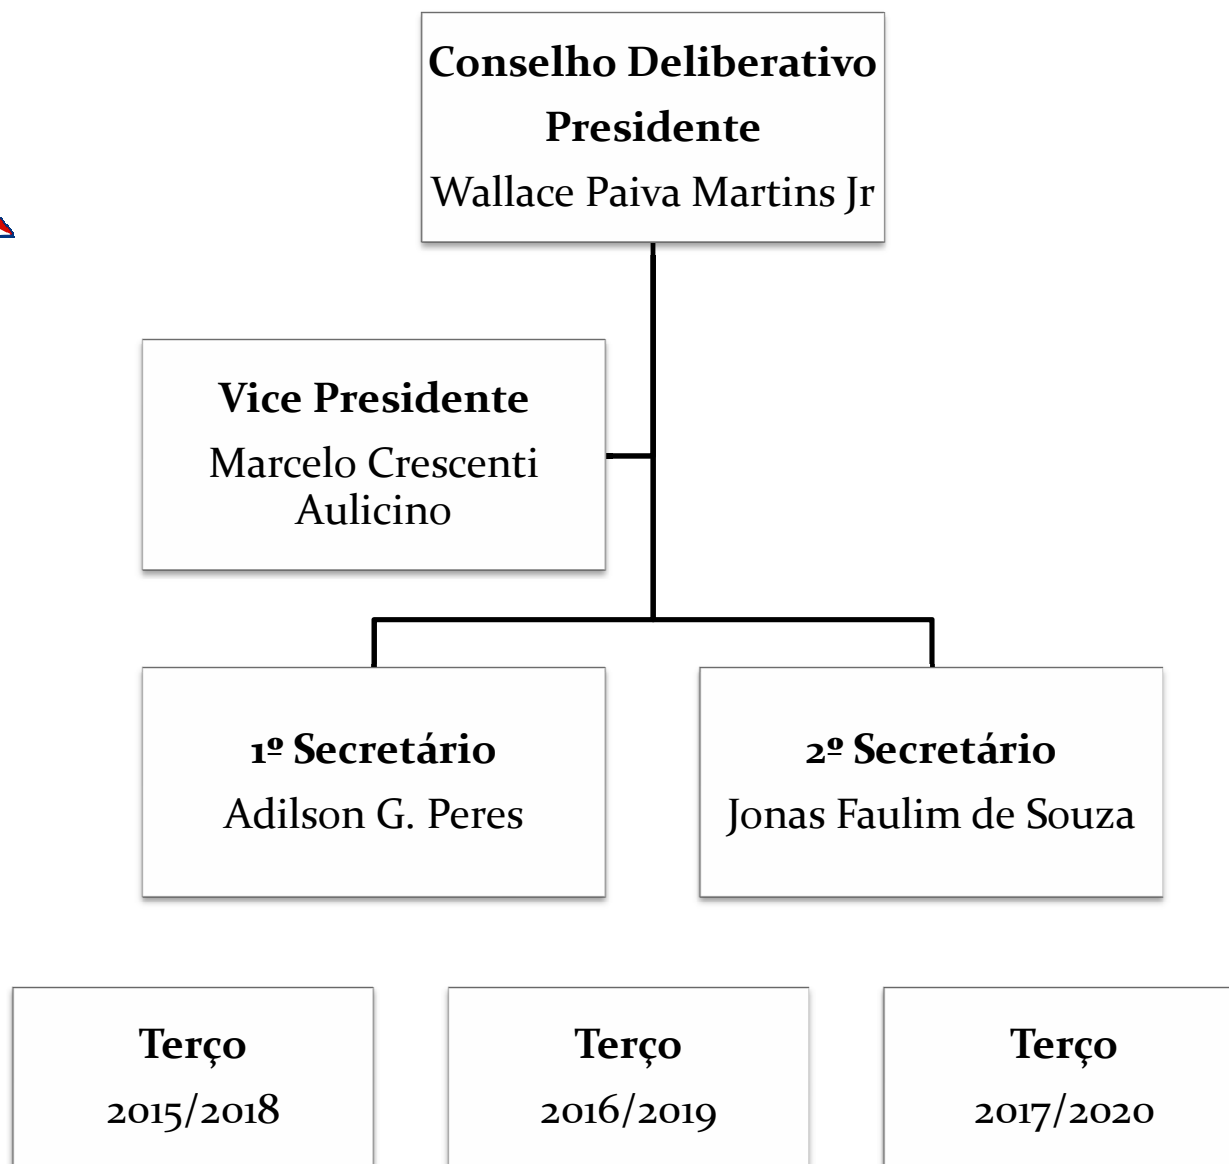 Conselho Deliberativo
Presidente
Wallace Paiva Martins Jr
Vice Presidente
Marcelo Crescenti
Aulicino
1º Secretário
Adilson G. Peres
2º Secretário
Jonas Faulim de Souza
Terço
2015/2018
Terço
2016/2019
Terço
2017/2020